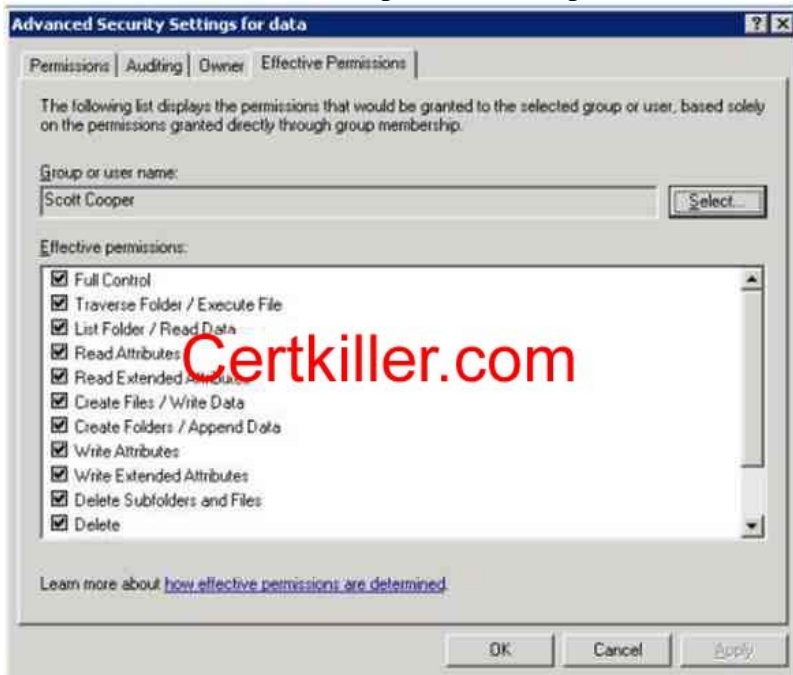 Advanced Security Settings for data
Permissions
Auditing
Owner
Effective Permissions
The following list displays the permissions that would be granted to the selected group or user, based solely
on the permissions granted directly through group membership.
Group or user name:
Scott Cooper
Select...
Effective permissions:
Full Control
Traverse Folder / Execute File
List Folder / Read Data
Read Attributes
Read Extended Attributes
Create Files / Write Data
Create Folders / Append Data
Write Attributes
Write Extended Attributes
Delete Subfolders and Files
Delete
Certkiller.com
Learn more about how effective permissions are determined.
OK
Cancel
Apply